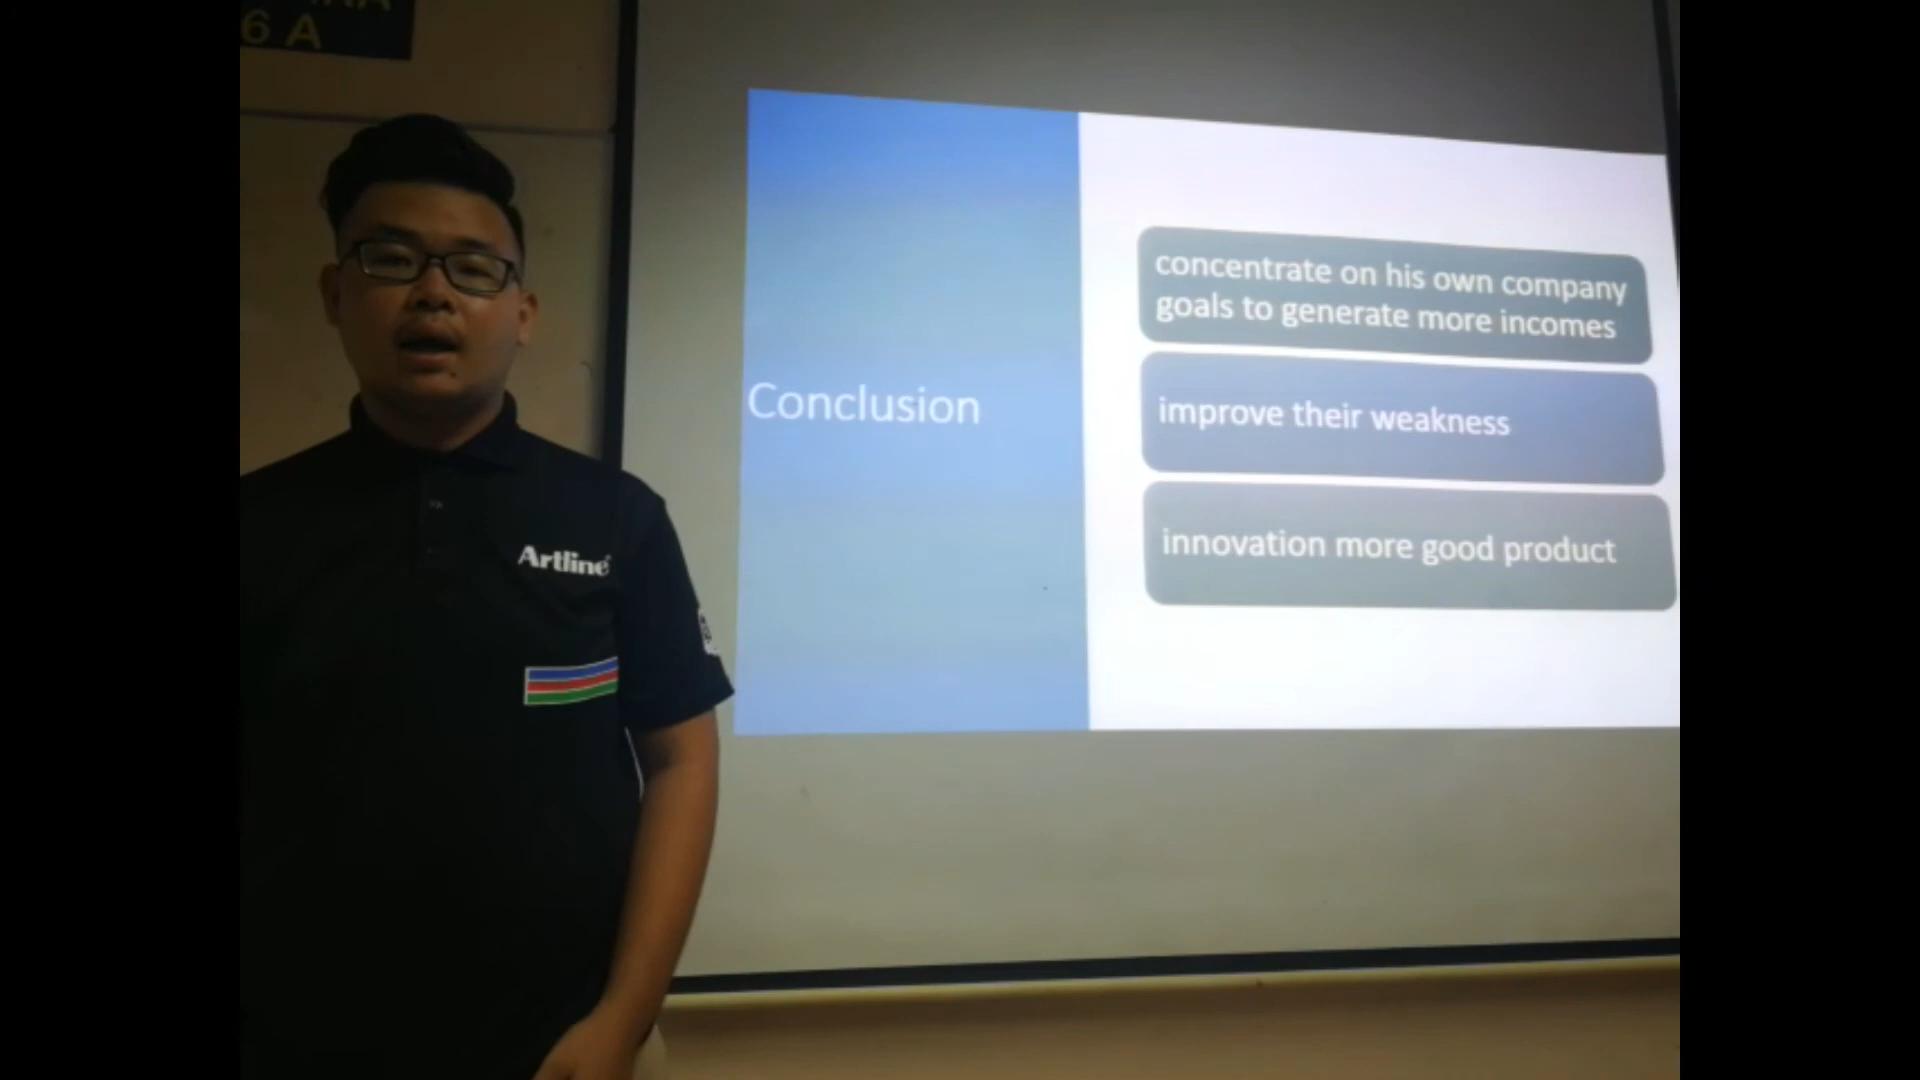 6 A
Conclusion
concentrate on his own company
goals to generate more incomes
improve their weakness
innovation more good product
Artline